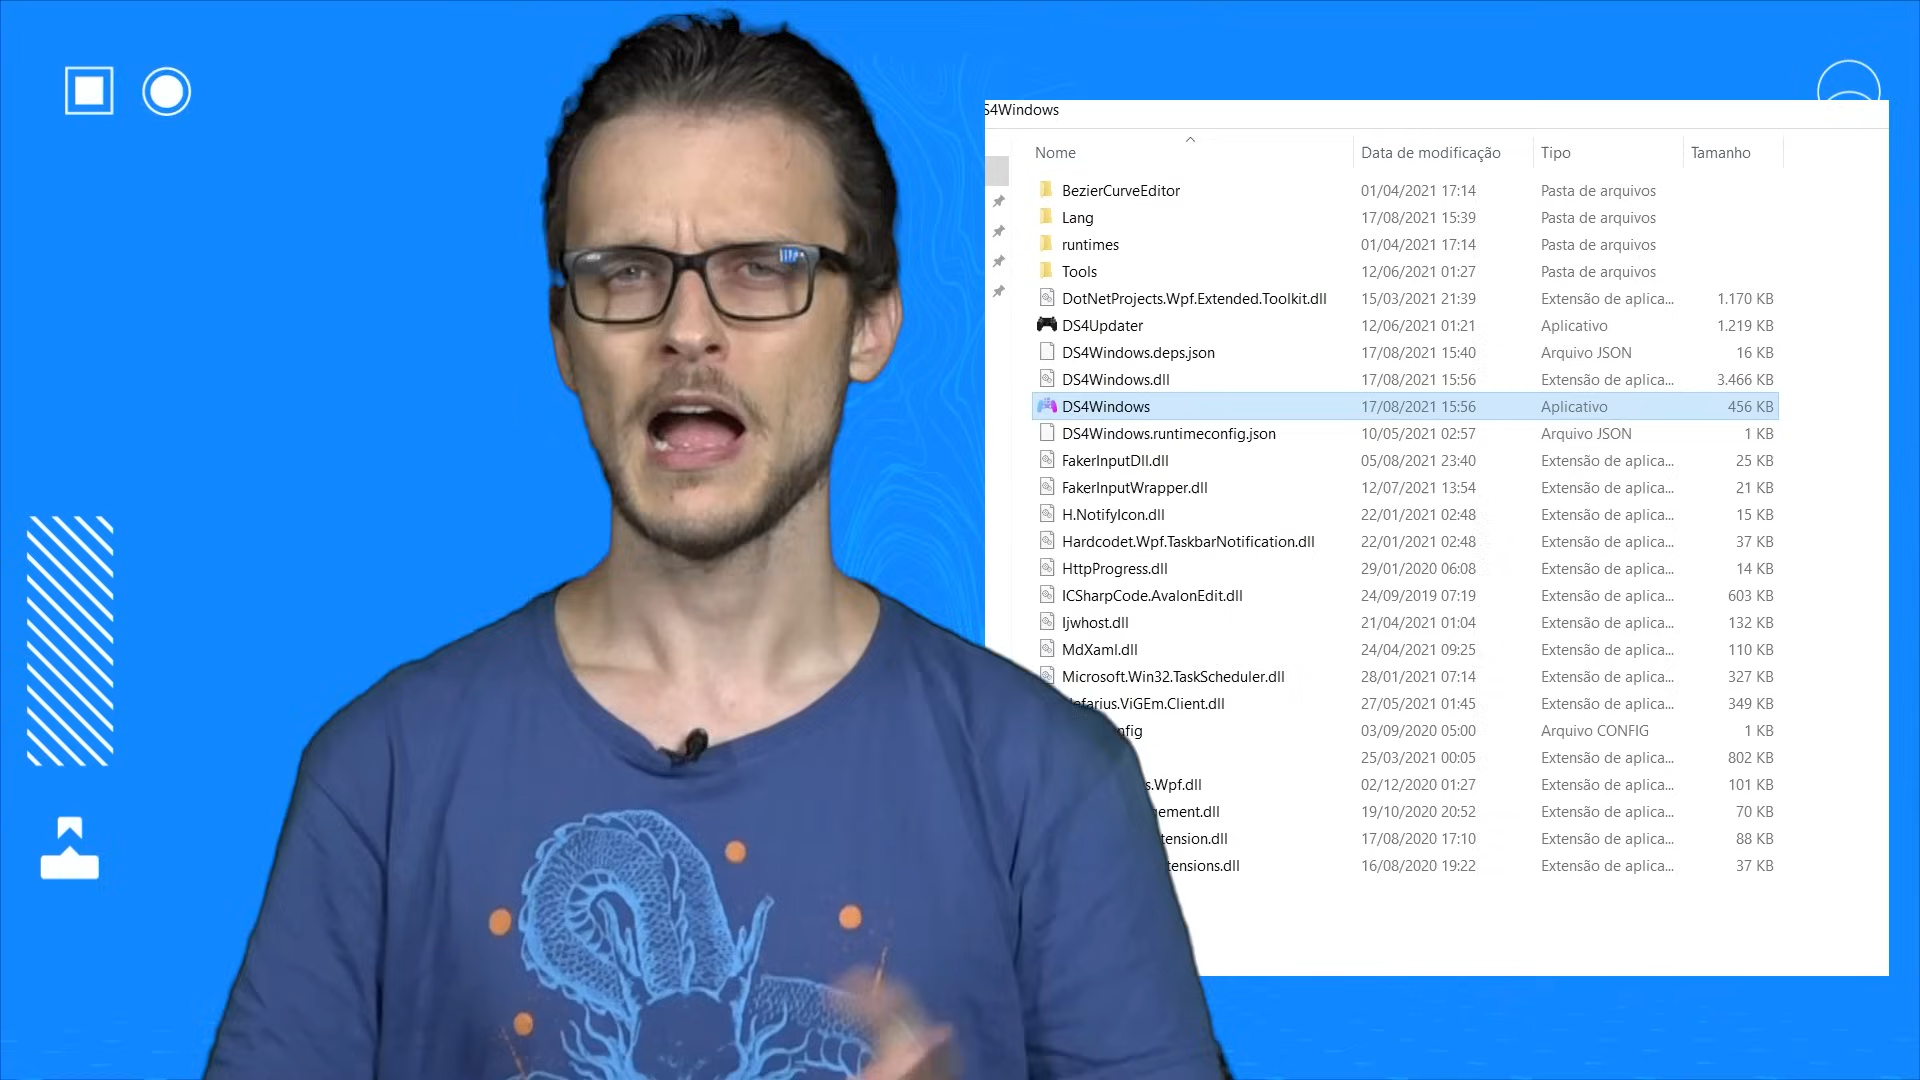 S4Windows
Nome Data de modificação Tipo Tamanho
BezierCurveEditor 01/04/2021 17:14 Pasta de arquivos
Lang 17/08/2021 15:39 Pasta de arquivos
runtimes 01/04/2021 17:14 Pasta de arquivos
Tools 12/06/2021 01:27 Pasta de arquivos
DotNetProjects.Wpf.Extended.Toolkit.dll 15/03/2021 21:39 Extensão de aplica... 1.170 KB
DS4Updater 12/06/2021 01:21 Aplicativo 1.219 KB
DS4Windows.deps.json 17/08/2021 15:40 Arquivo JSON 16 KB
DS4Windows.dll 17/08/2021 15:56 Extensão de aplica... 3.466 KB
DS4Windows 17/08/2021 15:56 Aplicativo 456 KB
DS4Windows.runtimeconfig.json 10/05/2021 02:57 Arquivo JSON 1 KB
FakerInputDll.dll 05/08/2021 23:40 Extensão de aplica... 25 KB
FakerInputWrapper.dll 12/07/2021 13:54 Extensão de aplica... 21 KB
H.NotifyIcon.dll 22/01/2021 02:48 Extensão de aplica... 15 KB
Hardcodet.Wpf.TaskbarNotification.dll 22/01/2021 02:48 Extensão de aplica... 37 KB
HttpProgress.dll 29/01/2020 06:08 Extensão de aplica... 14 KB
ICSharpCode.AvalonEdit.dll 24/09/2019 07:19 Extensão de aplica... 603 KB
Ijwhost.dll 21/04/2021 01:04 Extensão de aplica... 132 KB
MdXaml.dll 24/04/2021 09:25 Extensão de aplica... 110 KB
Microsoft.Win32.TaskScheduler.dll 28/01/2021 07:14 Extensão de aplica... 327 KB
efarius.ViGEm.Client.dll 27/05/2021 01:45 Extensão de aplica... 349 KB
nfig 03/09/2020 05:00 Arquivo CONFIG 1 KB
25/03/2021 00:05 Extensão de aplica... 802 KB
s.Wpf.dll 02/12/2020 01:27 Extensão de aplica... 101 KB
ement.dll 19/10/2020 20:52 Extensão de aplica... 70 KB
tension.dll 17/08/2020 17:10 Extensão de aplica... 88 KB
tensions.dll 16/08/2020 19:22 Extensão de aplica... 37 KB